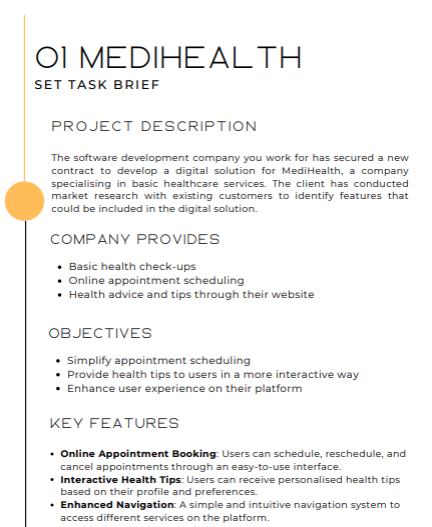 01 MEDIHEALTH
SET TASK BRIEF
PROJECT DESCRIPTION
The software development company you work for has secured a new
contract to develop a digital solution for MediHealth, a company
specialising in basic healthcare services. The client has conducted
market research with existing customers to identify features that
could be included in the digital solution.
COMPANY PROVIDES
• Basic health check-ups
• Online appointment scheduling
• Health advice and tips through their website
OBJECTIVES
• Simplify appointment scheduling
• Provide health tips to users in a more interactive way
• Enhance user experience on their platform
KEY FEATURES
• Online Appointment Booking: Users can schedule, reschedule, and
cancel appointments through an easy-to-use interface.
• Interactive Health Tips: Users can receive personalised health tips
based on their profile and preferences.
• Enhanced Navigation: A simple and intuitive navigation system to
access different services on the platform.